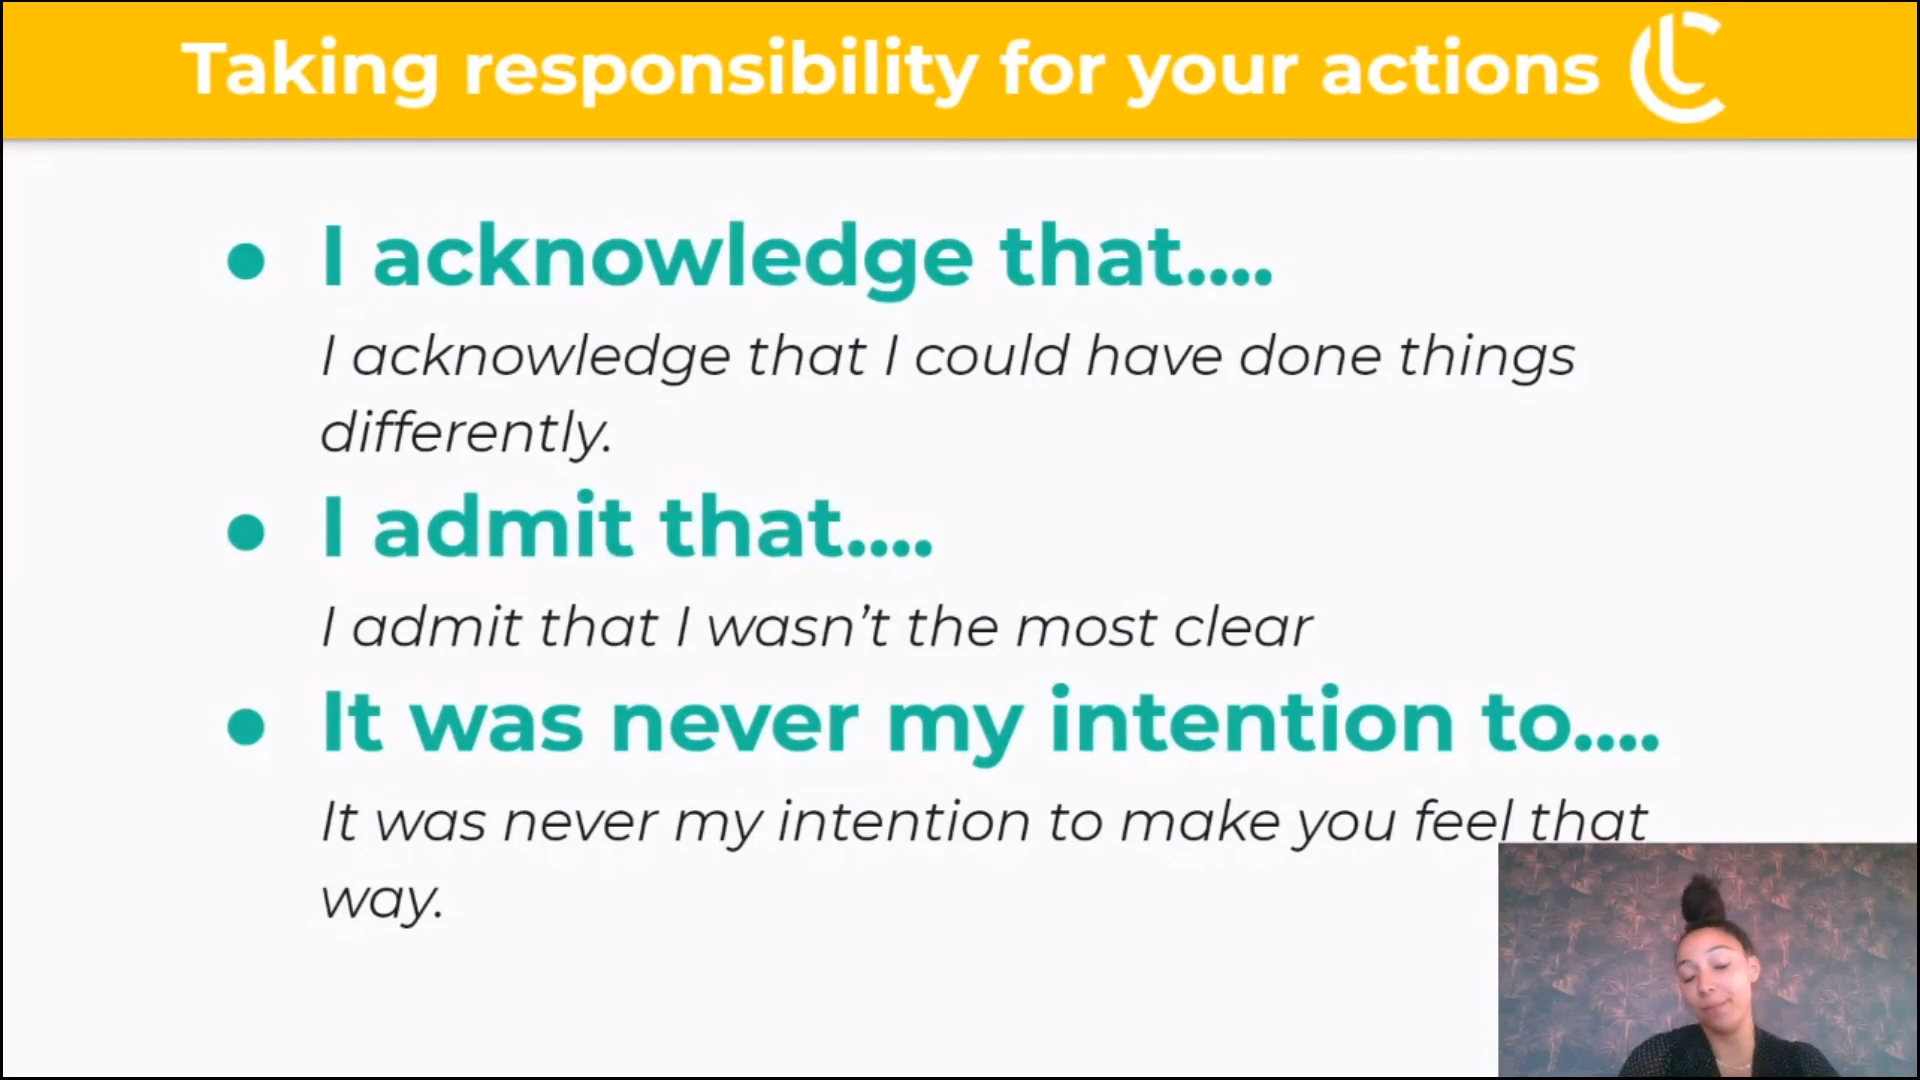 Taking responsibility for your actions
● I acknowledge that....
I acknowledge that I could have done things
differently.
● I admit that....
I admit that I wasn’t the most clear
● It was never my intention to....
It was never my intention to make you feel that
way.